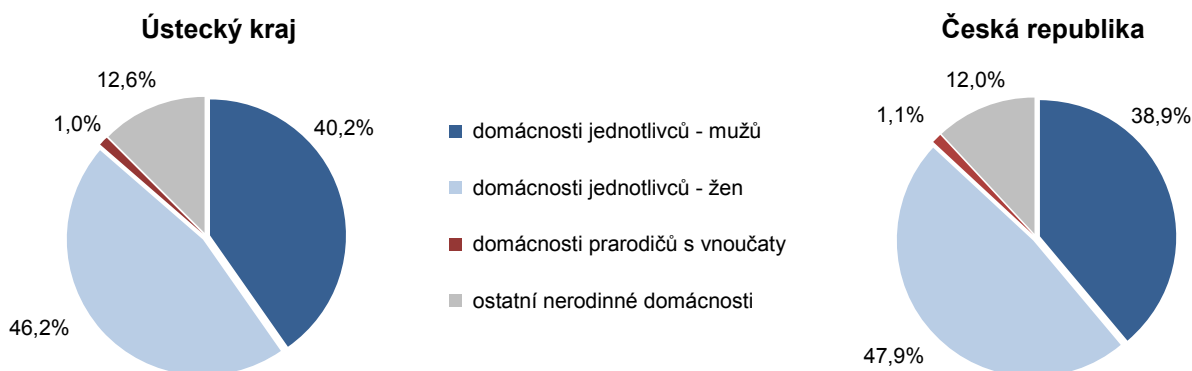 Ústecký kraj
12,6%
1,0%
40,2%
46,2%
domácnosti jednotlivců - mužů
domácnosti jednotlivců - žen
domácnosti prarodičů s vnoučaty
ostatní nerodinné domácnosti
Česká republika
12,0%
1,1%
38,9%
47,9%